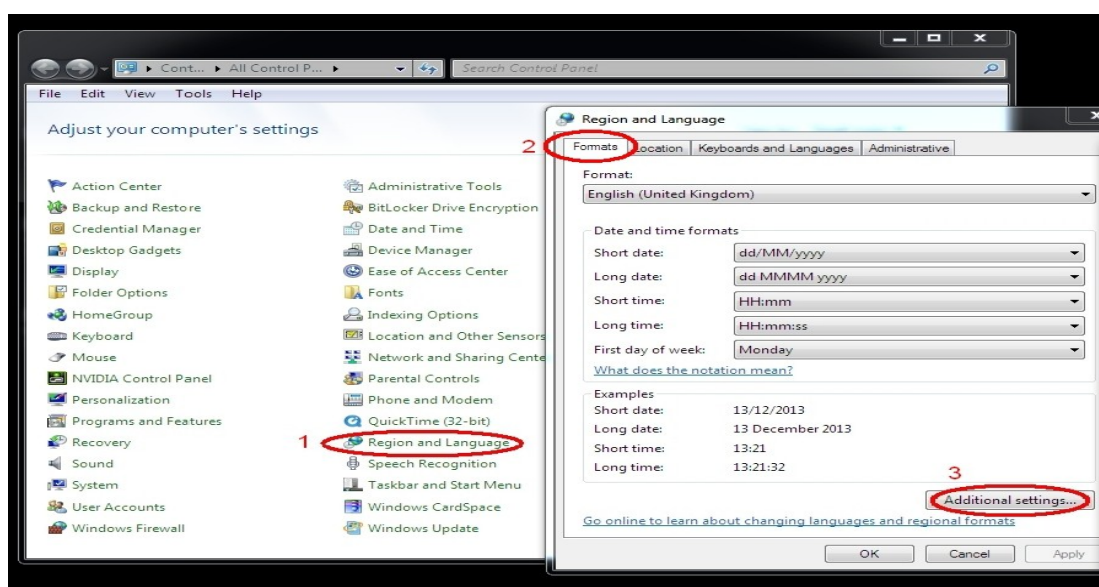 Cont... All Control P... Search Control Panel
File Edit View Tools Help
Adjust your computer's settings
Action Center
Backup and Restore
Credential Manager
Desktop Gadgets
Display
Folder Options
HomeGroup
Keyboard
Mouse
NVIDIA Control Panel
Personalization
Programs and Features
Recovery
Sound
System
User Accounts
Windows Firewall
Administrative Tools
BitLocker Drive Encryption
Date and Time
Device Manager
Ease of Access Center
Fonts
Indexing Options
Location and Other Sensors
Network and Sharing Cente
Parental Controls
Phone and Modem
QuickTime (32-bit)
1 Region and Language
Speech Recognition
Taskbar and Start Menu
Windows CardSpace
Windows Update
Region and Language
2 Formats Location Keyboards and Languages Administrative
Format:
English (United Kingdom)
Date and time formats
Short date: dd/MM/yyyy
Long date: dd MMMM yyyy
Short time: HH:mm
Long time: HH:mm:ss
First day of week: Monday
What does the notation mean?
Examples
Short date: 13/12/2013
Long date: 13 December 2013
Short time: 13:21
Long time: 13:21:32
3
Additional settings...
Go online to learn about changing languages and regional formats
OK Cancel Apply